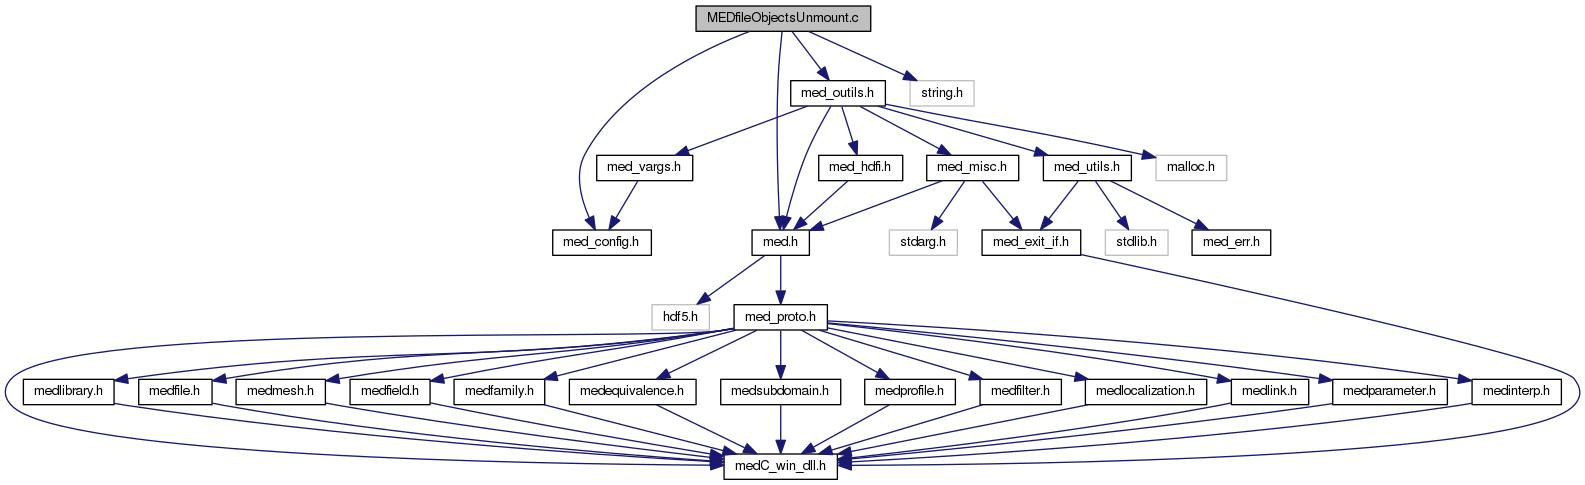 MEDfileObjectsUnmount.c
med_outils.h
string.h
med_vargs.h
med_hdfi.h
med_misc.h
med_utils.h
malloc.h
med_config.h
med.h
stdarg.h
med_exit_if.h
stdlib.h
med_err.h
hdf5.h
med_proto.h
medlibrary.h
medfile.h
medmesh.h
medfield.h
medfamily.h
medequivalence.h
medsubdomain.h
medprofile.h
medfilter.h
medlocalization.h
medlink.h
medparameter.h
medinterp.h
medC_win_dll.h